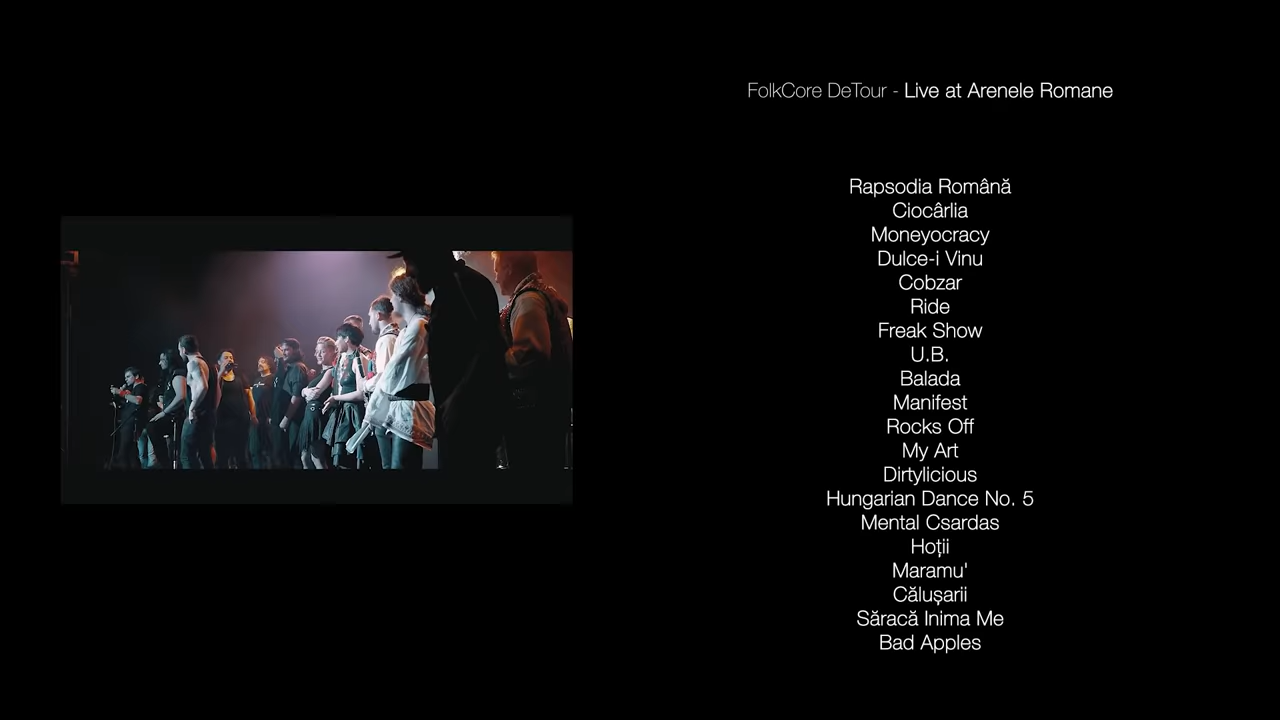 FolkCore DeTour - Live at Arenele Romane
Rapsodia Română
Ciocârlia
Moneyocracy
Dulce-i Vinu
Cobzar
Ride
Freak Show
U.B.
Balada
Manifest
Rocks Off
My Art
Dirtylicious
Hungarian Dance No. 5
Mental Csardas
Hoții
Maramu'
Călușarii
Săracă Inima Me
Bad Apples